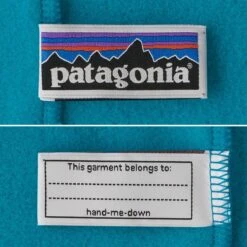 patagonia®
This garment belongs to:
hand-me-down